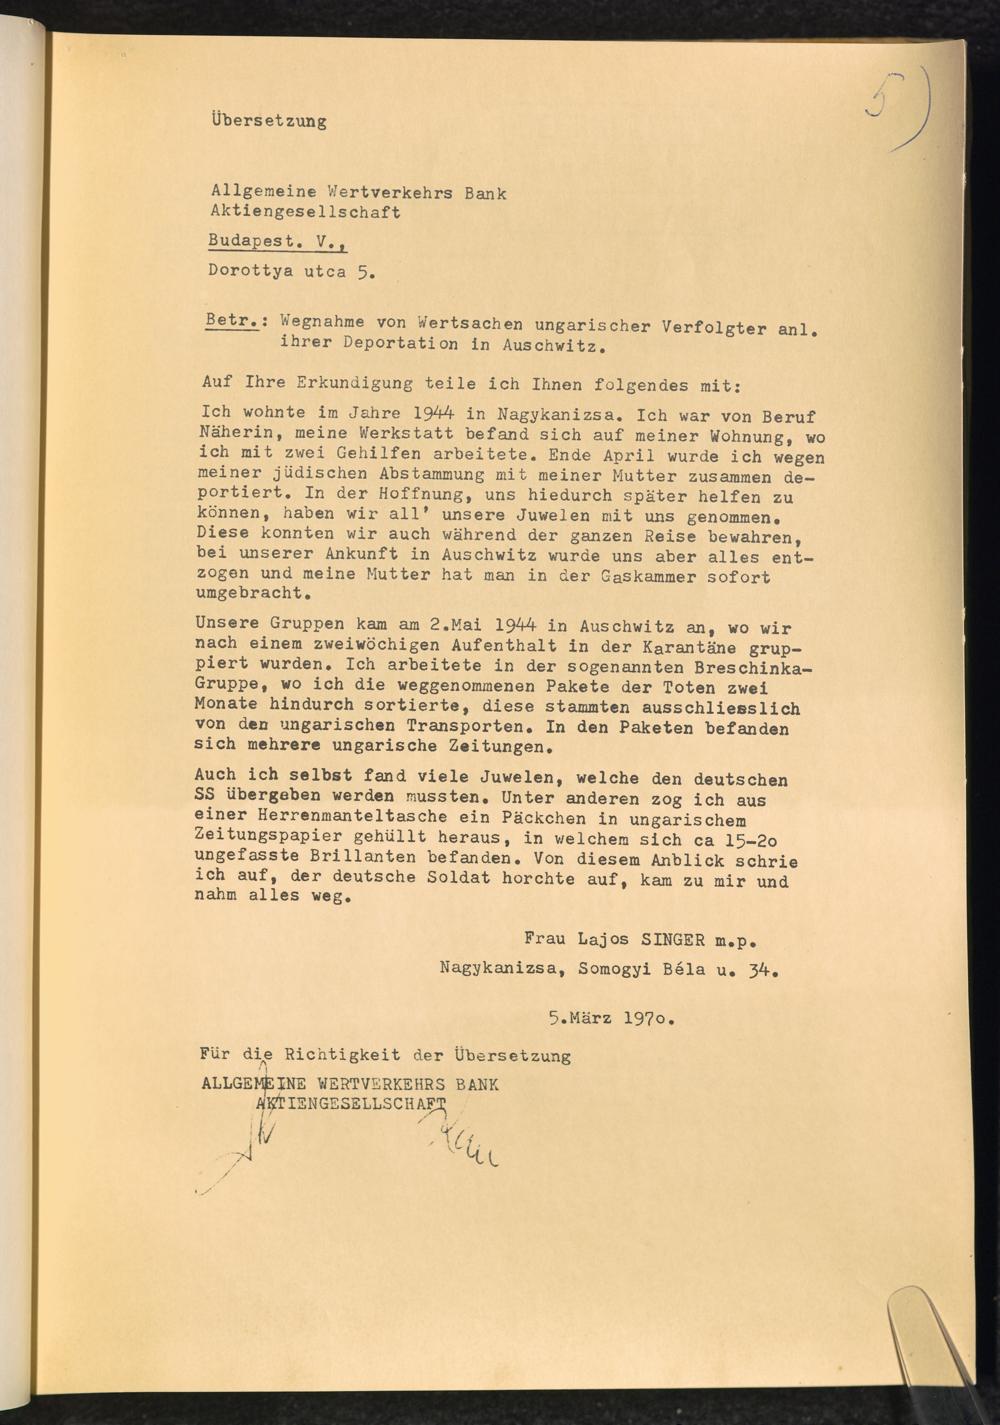 5)
Übersetzung
Allgemeine Wertverkehrs Bank
Aktiengesellschaft
Budapest. V.,
Dorottya utca 5.
Betr.: Wegnahme von Wertsachen ungarischer Verfolgter anl.
ihrer Deportation in Auschwitz.
Auf Ihre Erkundigung teile ich Ihnen folgendes mit:
Ich wohnte im Jahre 1944 in Nagykanizsa. Ich war von Beruf
Näherin, meine Werkstatt befand sich auf meiner Wohnung, wo
ich mit zwei Gehilfen arbeitete. Ende April wurde ich wegen
meiner jüdischen Abstammung mit meiner Mutter zusammen de-
portiert. In der Hoffnung, uns hiedurch später helfen zu
können, haben wir all' unsere Juwelen mit uns genommen.
Diese konnten wir auch während der ganzen Reise bewahren,
bei unserer Ankunft in Auschwitz wurde uns aber alles ent-
zogen und meine Mutter hat man in der Gaskammer sofort
umgebracht.
Unsere Gruppen kam am 2.Mai 1944 in Auschwitz an, wo wir
nach einem zweiwöchigen Aufenthalt in der Karantäne grup-
piert wurden. Ich arbeitete in der sogenannten Breschinka-
Gruppe, wo ich die weggenommenen Pakete der Toten zwei
Monate hindurch sortierte, diese stammten ausschliesslich
von den ungarischen Transporten. In den Paketen befanden
sich mehrere ungarische Zeitungen.
Auch ich selbst fand viele Juwelen, welche den deutschen
SS übergeben werden mussten. Unter anderen zog ich aus
einer Herrenmanteltasche ein Päckchen in ungarischem
Zeitungspapier gehüllt heraus, in welchem sich ca 15-2o
ungefasste Brillanten befanden. Von diesem Anblick schrie
ich auf, der deutsche Soldat horchte auf, kam zu mir und
nahm alles weg.
Frau Lajos SINGER m.p.
Nagykanizsa, Somogyi Béla u. 34.
5.März 197o.
Für die Richtigkeit der Übersetzung
ALLGEMEINE WERTVERKEHRS BANK
AKTIENGESELLSCHAFT